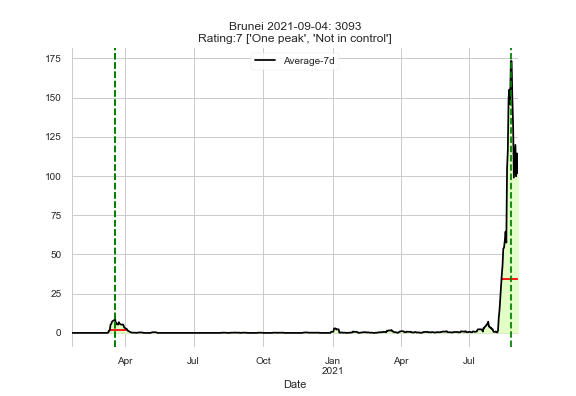 Brunei 2021-09-04: 3093
Rating:7 ['One peak', 'Not in control']
Average-7d
175
150
125
100
75
50
25
0
Apr
Jul
Oct
Jan
2021
Apr
Jul
Date